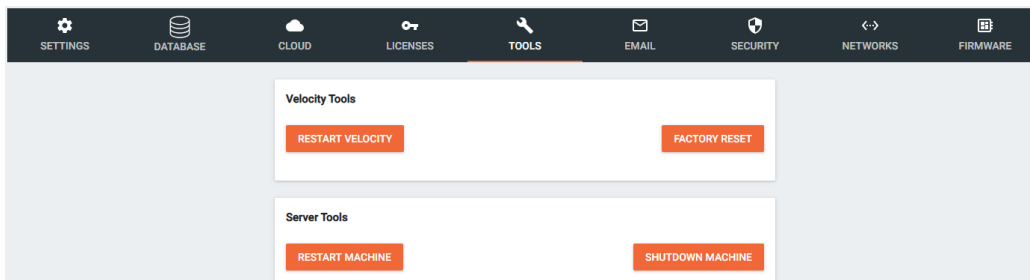 SETTINGS DATABASE CLOUD LICENSES TOOLS EMAIL SECURITY NETWORKS FIRMWARE
Velocity Tools
RESTART VELOCITY FACTORY RESET
Server Tools
RESTART MACHINE SHUTDOWN MACHINE